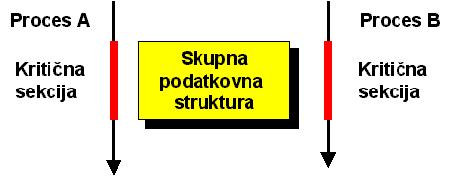 Proces A
Kritična
sekcija
Skupna
podatkovna
struktura
Proces B
Kritična
sekcija